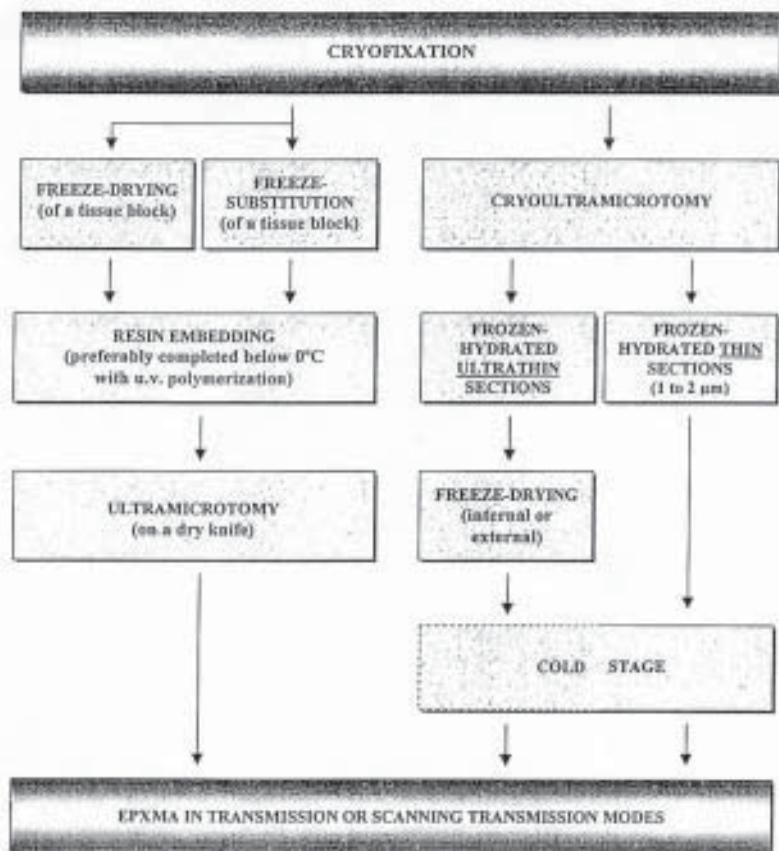 CRYOFIXATION
FREEZE-DRYING
(of a tissue block)
FREEZE-
SUBSTITUTION
(of a tissue block)
CRYOULTRAMICROTOMY
RESIN EMBEDDING
(preferably completed below 0°C
with u.v. polymerization)
FROZEN-
HYDRATED
ULTRATHIN
SECTIONS
FROZEN-
HYDRATED THIN
SECTIONS
(1 to 2 μm)
ULTRAMICROTOMY
(on a dry knife)
FREEZE-DRYING
(internal or
external)
COLD STAGE
EPXMA IN TRANSMISSION OR SCANNING TRANSMISSION MODES